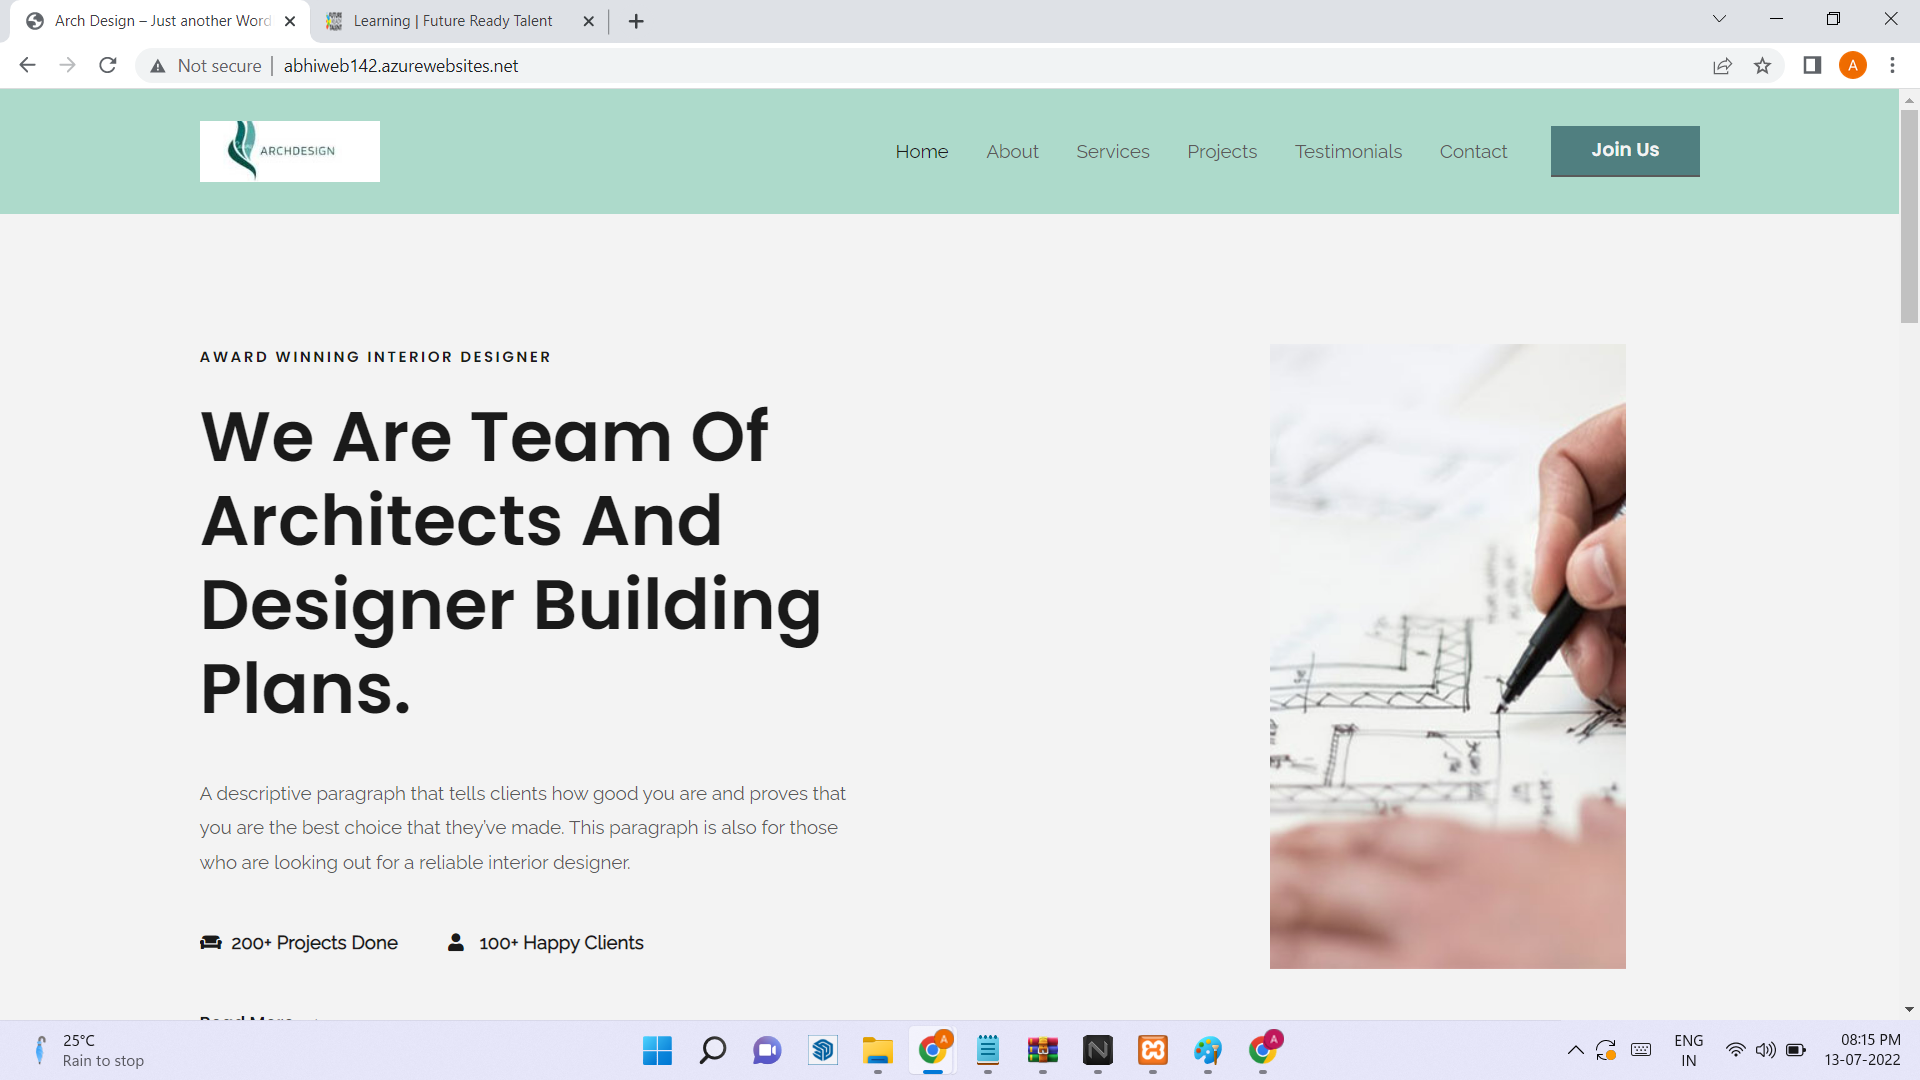 Arch Design – Just another Word
Learning | Future Ready Talent
Not secure | abhiweb142.azurewebsites.net
A
ARCHDESIGN
Home
About
Services
Projects
Testimonials
Contact
Join Us
AWARD WINNING INTERIOR DESIGNER
We Are Team Of
Architects And
Designer Building
Plans.
A descriptive paragraph that tells clients how good you are and proves that
you are the best choice that they've made. This paragraph is also for those
who are looking out for a reliable interior designer.
200+ Projects Done
100+ Happy Clients
Read More
25°C
Rain to stop
ENG
IN
08:15 PM
13-07-2022